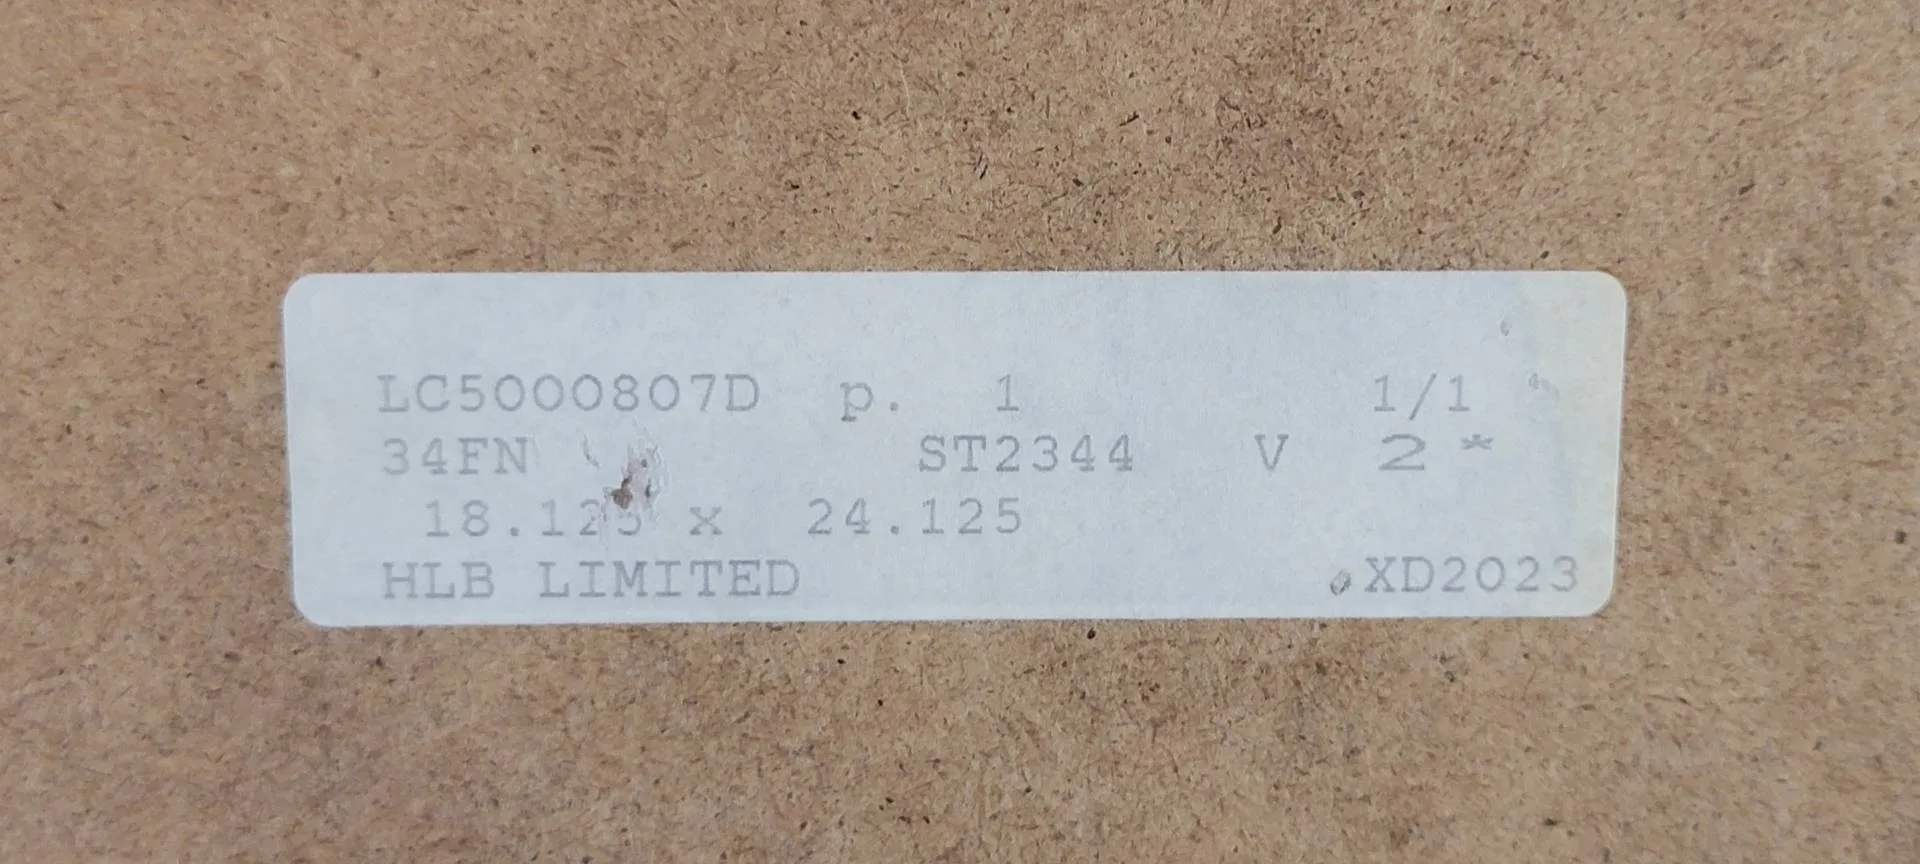 LC5000807D p. 1 1/1
34FN ST2344 V 2 *
18.125 x 24.125
HLB LIMITED XD2023